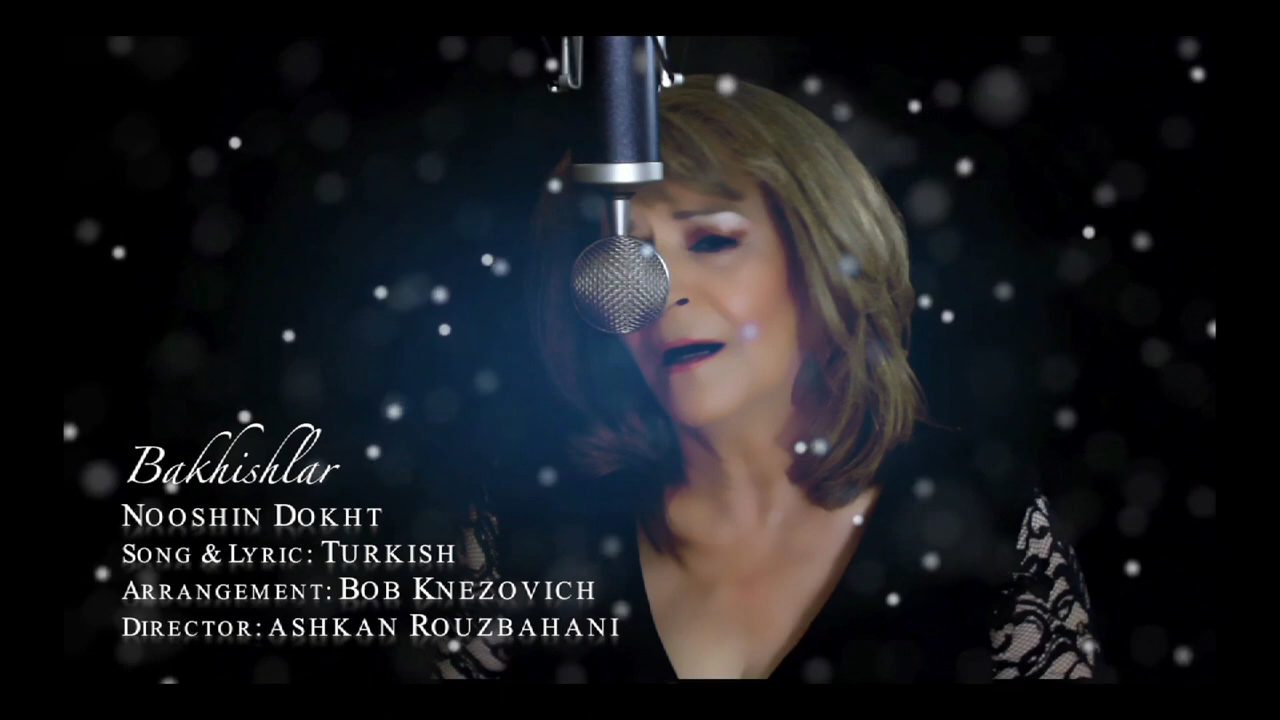 Bakhishlar
NOOSHIN DOKHT
SONG & LYRIC: TURKISH
ARRANGEMENT: BOB KNEZOVICH
DIRECTOR: ASHKAN ROUZBAHANI